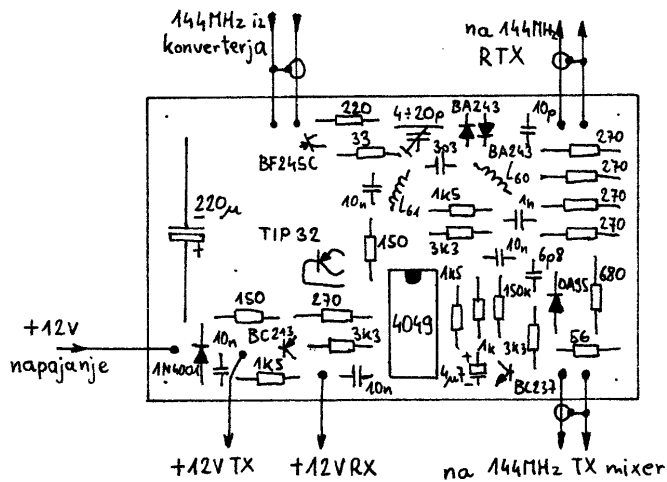 144MHz iz
konverterja
na 144MHz
RTX
220
4÷20p
BA243
10p
33
3p3
BA243
270
BF245C
L60
270
10n
L61
1K5
1n
270
220µ
+
TIP 32
150
3K3
10n
270
6p8
1K5
150K
OA95
680
150
270
4049
+12V
napajanje
BC213
3K3
1K
3K3
56
1N4001
10n
1K5
10n
4µ7
+
BC237
+12V TX
+12V RX
na 144MHz TX mixer